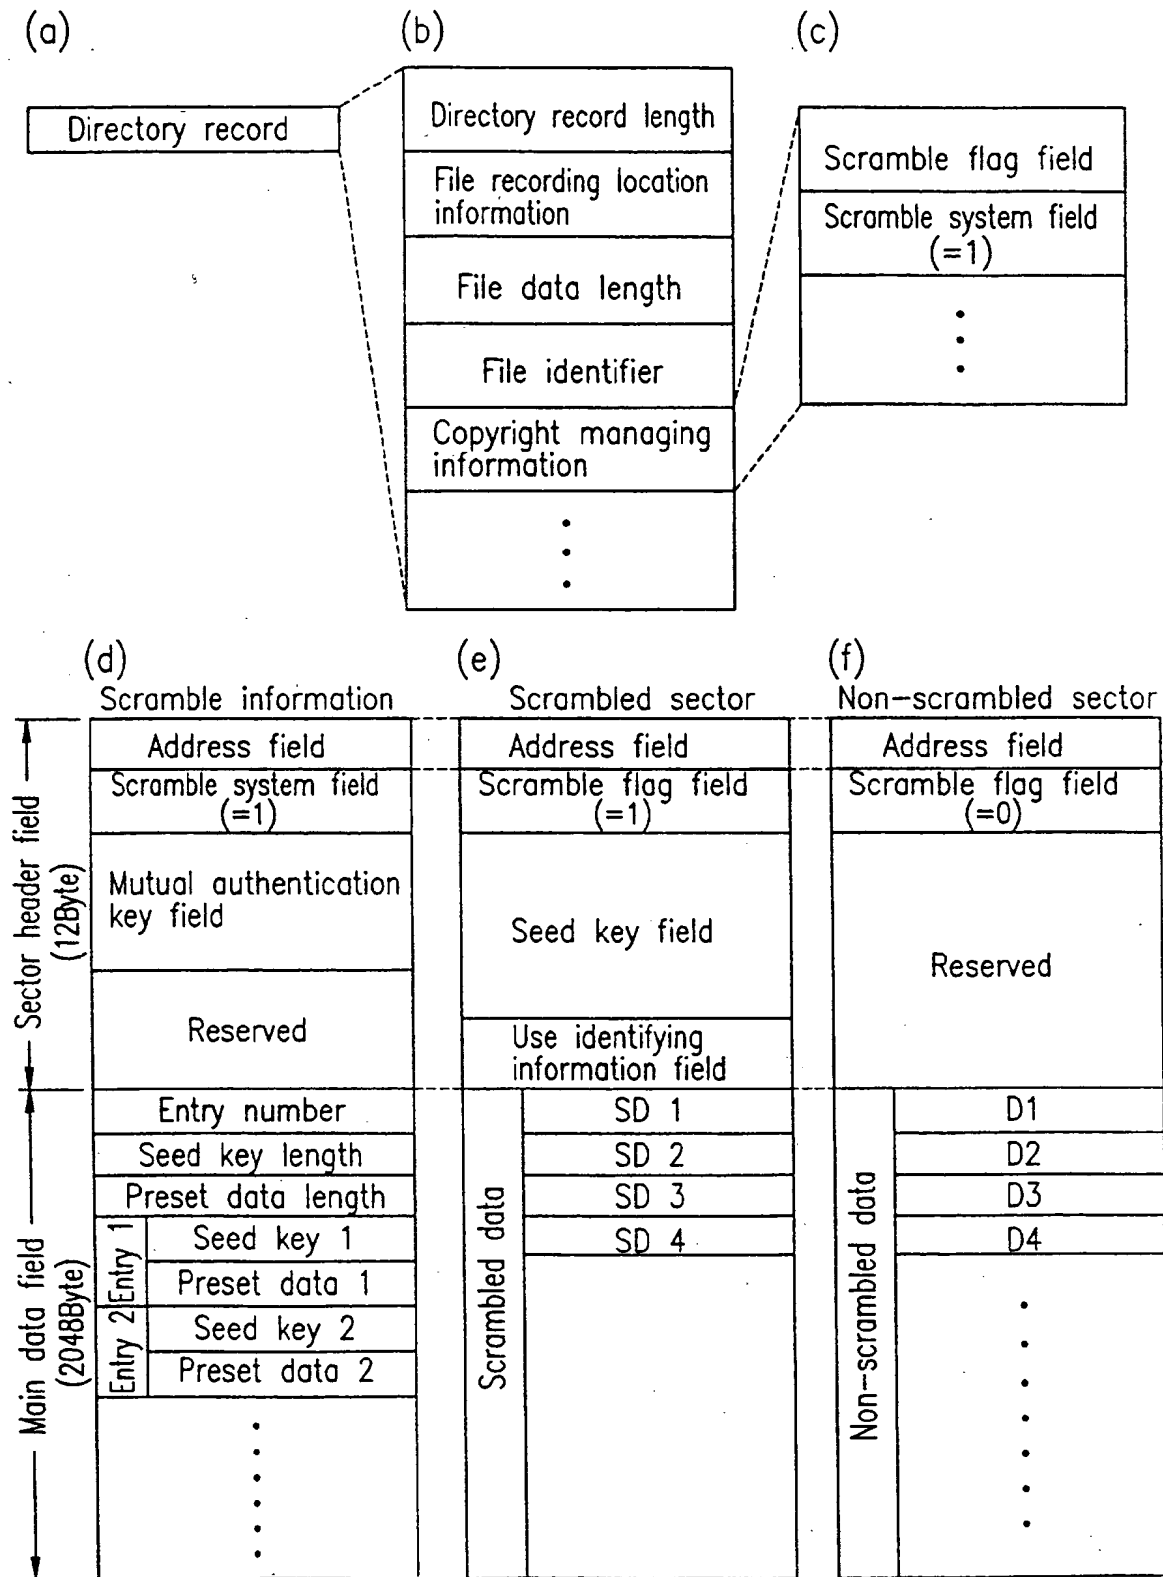 (a)
(b)
(c)
Directory record
Directory record length
File recording location
information
File data length
File identifier
Copyright managing
information
Scramble flag field
Scramble system field
(=1)
(d)
(e)
(f)
Scramble information
Scrambled sector
Non-scrambled sector
Sector header field
(12Byte)
Main data field
(2048Byte)
Address field
Scramble system field
(=1)
Mutual authentication
key field
Reserved
Entry number
Seed key length
Preset data length
Entry 1
Seed key 1
Preset data 1
Entry 2
Seed key 2
Preset data 2
Address field
Scramble flag field
(=1)
Seed key field
Use identifying
information field
Scrambled data
SD 1
SD 2
SD 3
SD 4
Address field
Scramble flag field
(=0)
Reserved
Non-scrambled data
D1
D2
D3
D4